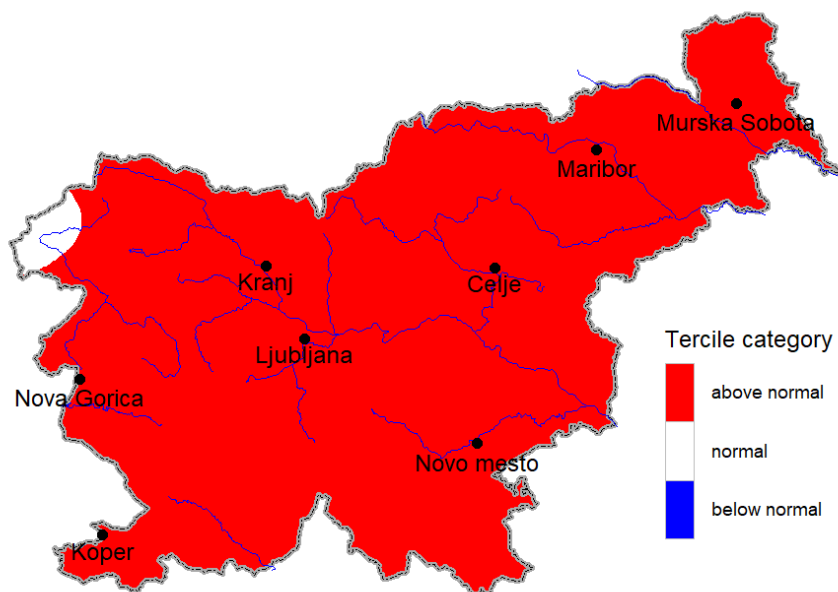 Murska Sobota
Maribor
Kranj
Celje
Ljubljana
Nova Gorica
Novo mesto
Koper
Tercile category
above normal
normal
below normal